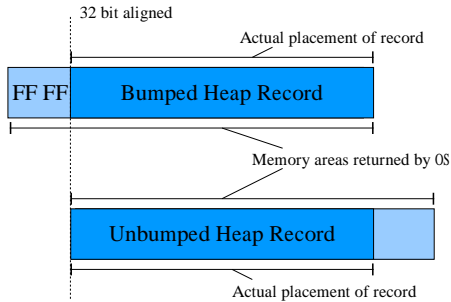 32 bit aligned
Actual placement of record
FF FF
Bumped Heap Record
Memory areas returned by 0S
Unbumped Heap Record
Actual placement of record